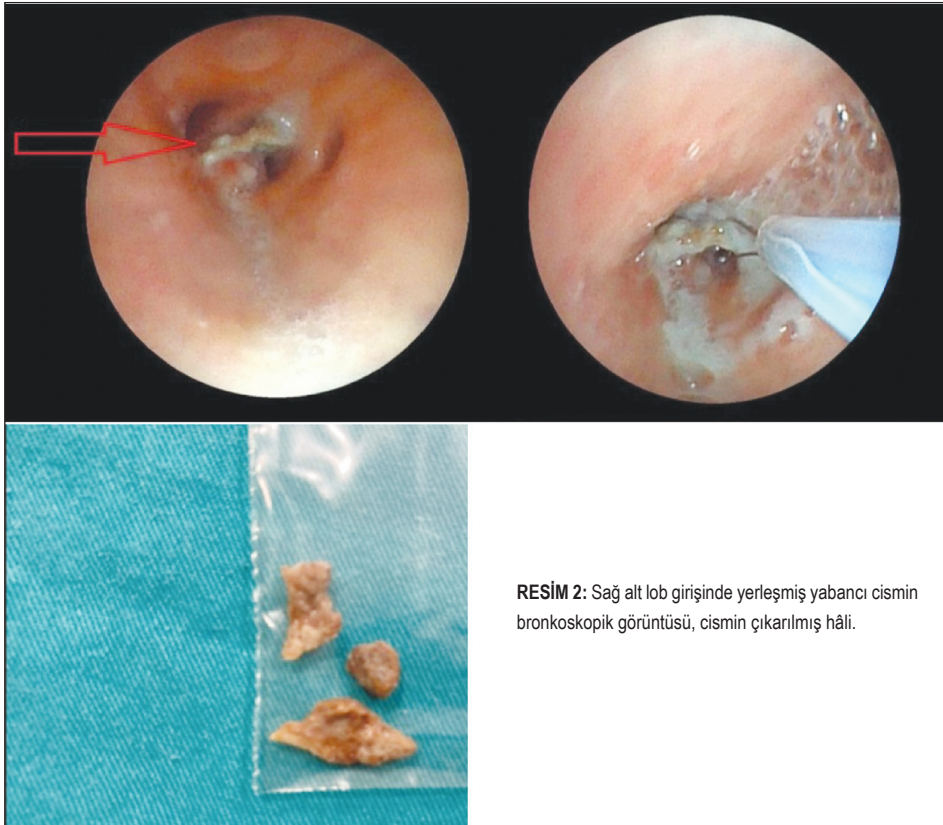 RESİM 2: Sağ alt lob girişinde yerleşmiş yabancı cismin
bronkoskopik görüntüsü, cismin çıkarılmış hâli.